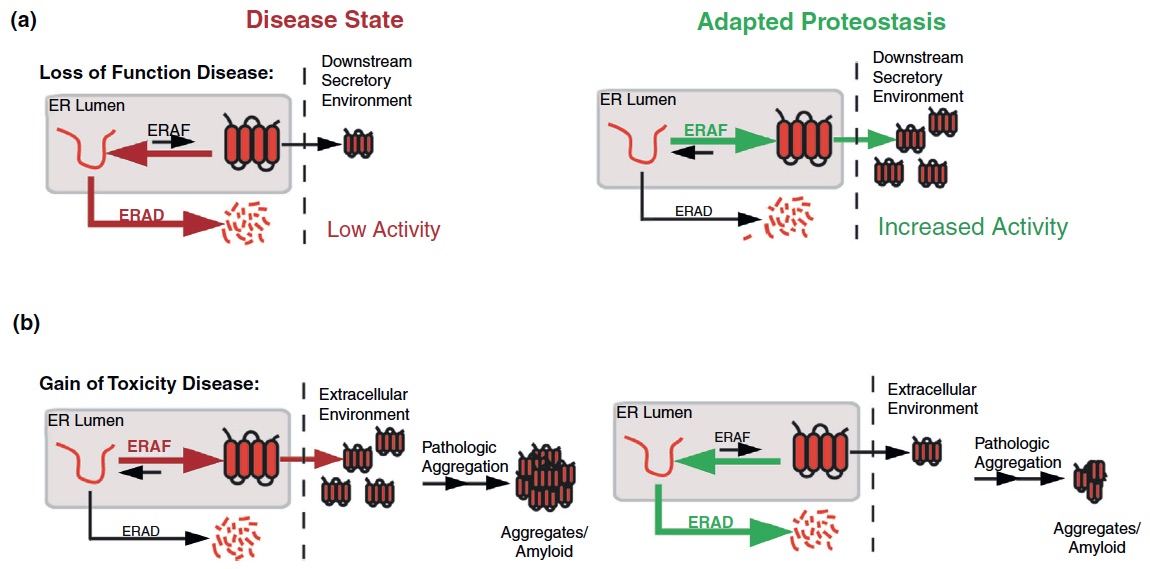 (a)
Disease State
Adapted Proteostasis
Loss of Function Disease:
Downstream
Secretory
Environment
ER Lumen
ERAF
ERAD
Low Activity
Downstream
Secretory
Environment
ER Lumen
ERAF
ERAD
Increased Activity
(b)
Gain of Toxicity Disease:
Extracellular
Environment
ER Lumen
ERAF
ERAD
Pathologic
Aggregation
Aggregates/
Amyloid
Extracellular
Environment
ER Lumen
ERAF
ERAD
Pathologic
Aggregation
Aggregates/
Amyloid